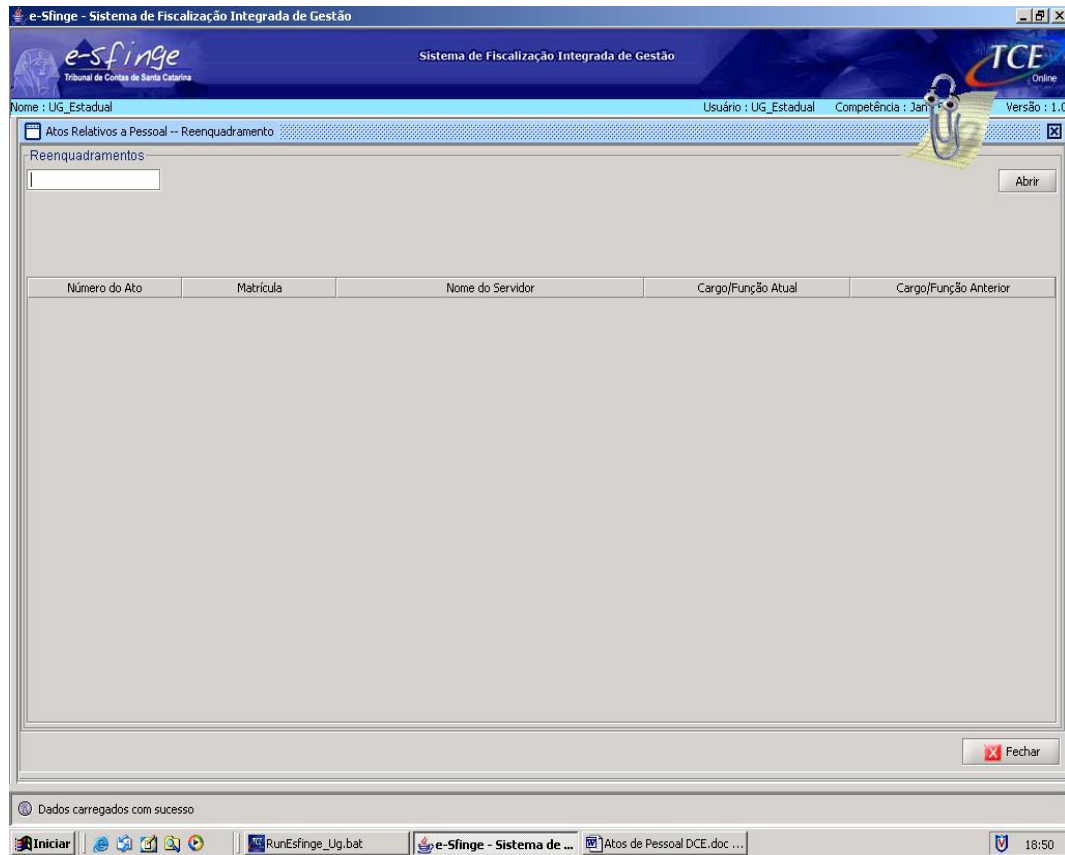 e-Sfinge - Sistema de Fiscalização Integrada de Gestão
e-sfinge
Tribunal de Contas de Santa Catarina
Sistema de Fiscalização Integrada de Gestão
TCE
Online
Nome : UG_Estadual Usuário : UG_Estadual Competência : Jan Versão : 1.0
Atos Relativos a Pessoal -- Reenquadramento
Reenquadramentos
Abrir
Número do Ato Matrícula Nome do Servidor Cargo/Função Atual Cargo/Função Anterior
Fechar
Dados carregados com sucesso
Iniciar RunEsfinge_Ug.bat e-Sfinge - Sistema de ... Atos de Pessoal DCE.doc ... 18:50